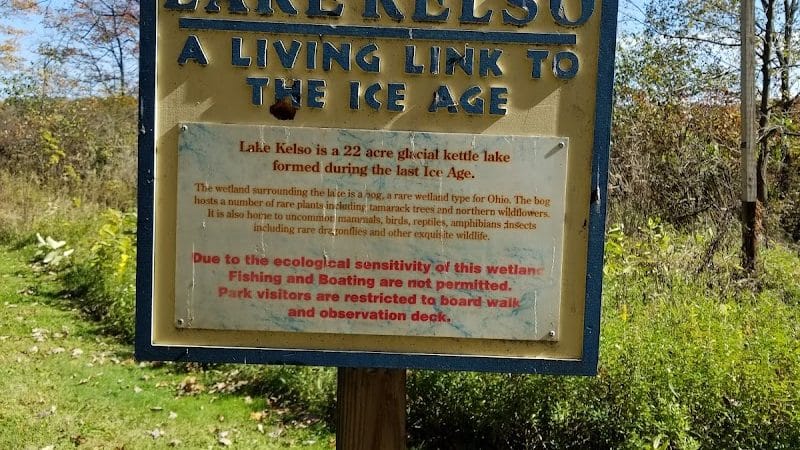 LAKE KELSO
A LIVING LINK TO
THE ICE AGE
Lake Kelso is a 22 acre glacial kettle lake
formed during the last Ice Age.
The wetland surrounding the lake is a bog, a rare wetland type for Ohio. The bog
hosts a number of rare plants including tamarack trees and northern wildflowers.
It is also home to uncommon mammals, birds, reptiles, amphibians insects
including rare dragonflies and other exquisite wildlife.
Due to the ecological sensitivity of this wetland
Fishing and Boating are not permitted.
Park visitors are restricted to board walk
and observation deck.